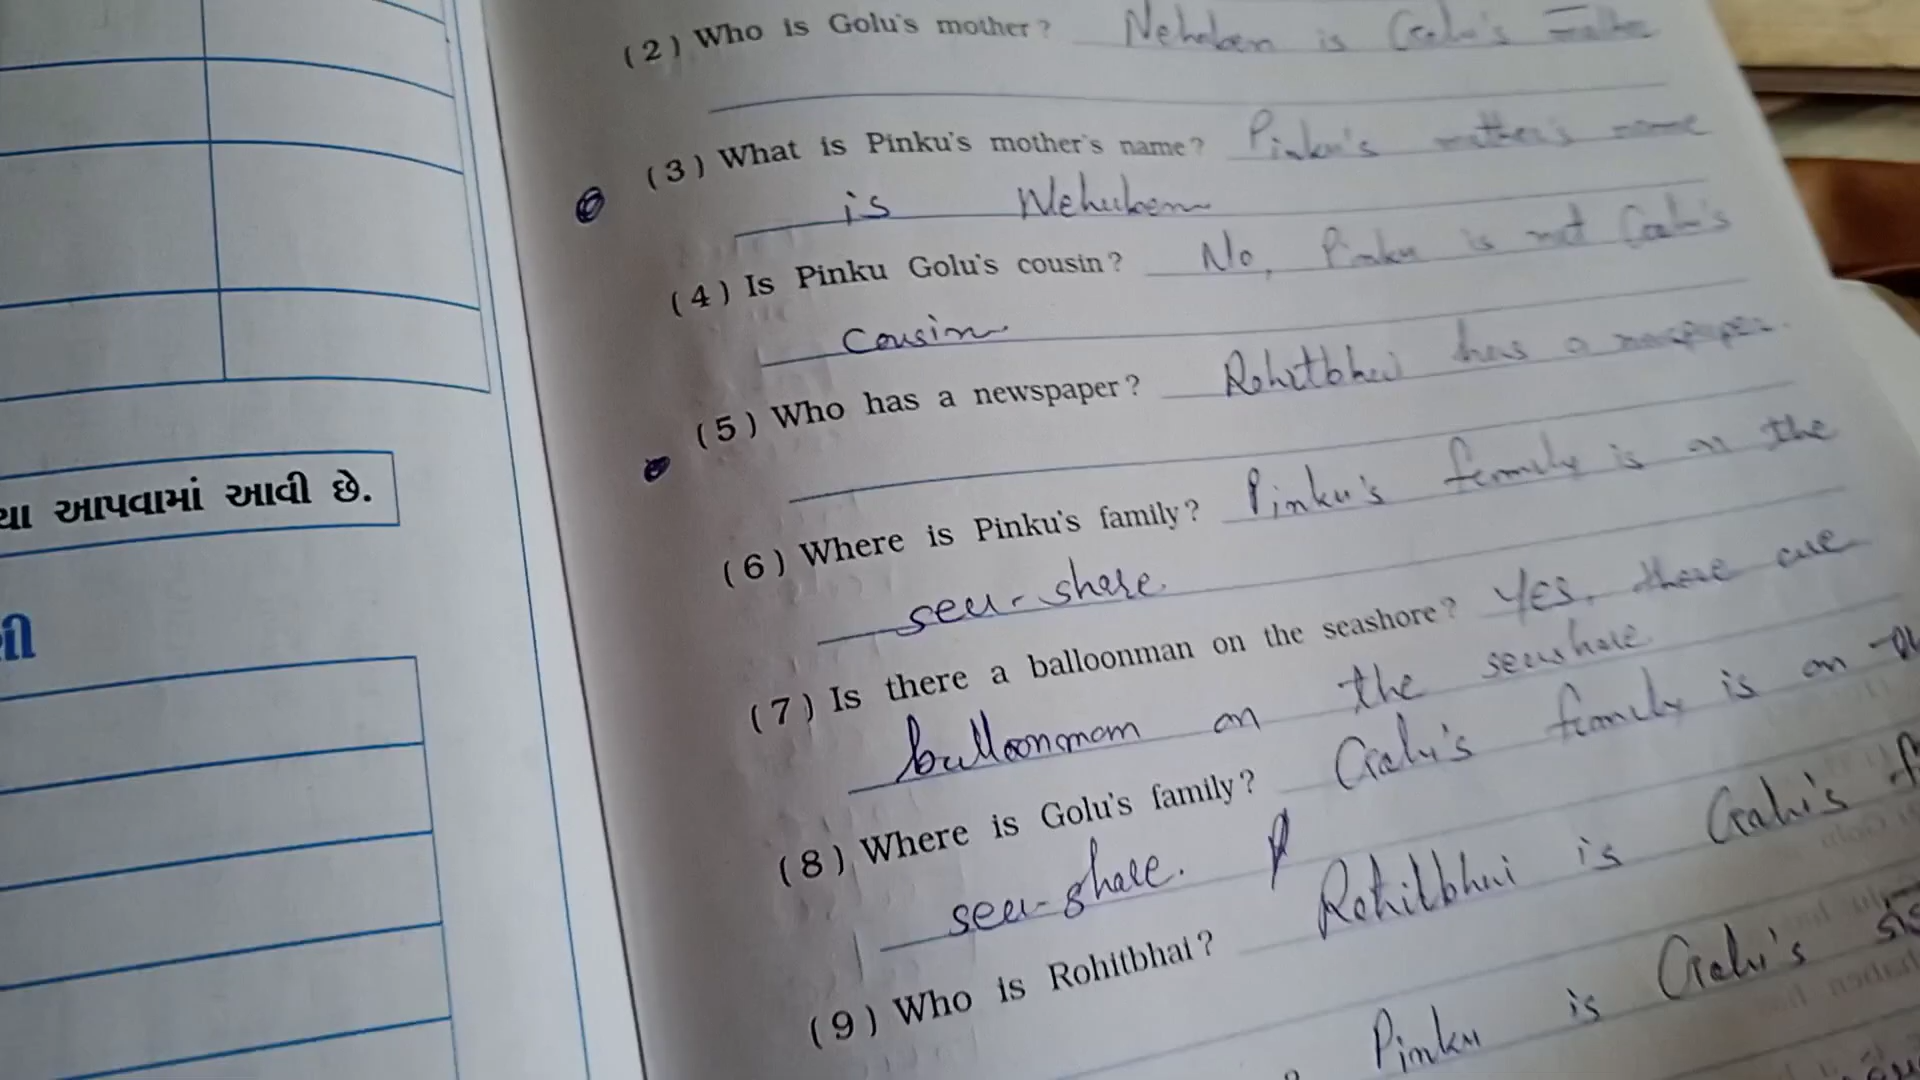 (2) Who is Golu's mother? Nehaben is Golu's
(3) What is Pinku's mother's name? Pinku's mother's name
is Nehaben
(4) Is Pinku Golu's cousin? No, Pinku is not Golu's
cousin
(5) Who has a newspaper? Rohitbhai has a newspaper.
(6) Where is Pinku's family? Pinku's family is on the
sea-shore.
(7) Is there a balloonman on the seashore? Yes, there are
balloonman on the seashore.
(8) Where is Golu's family? Golu's family is on
sea-shore.
(9) Who is Rohitbhai? Rohitbhai is Golu's
Pinku is Golu's
આપવામાં આવી છે.